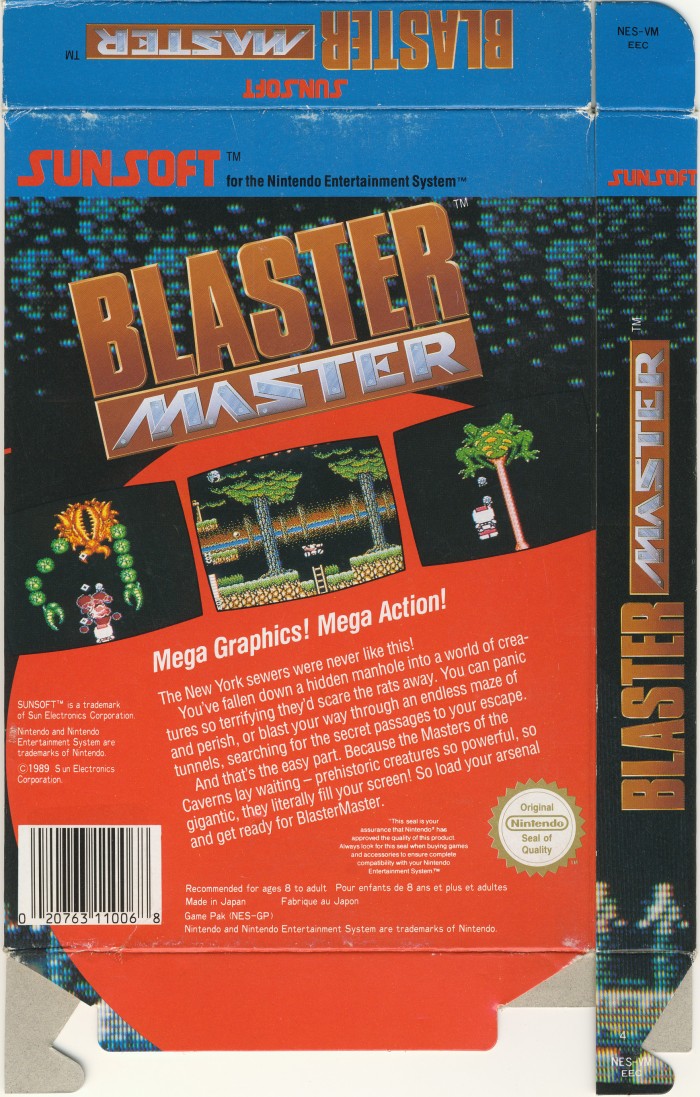 BLASTER
MASTER TM
SUNSOFT
NES-VM
EEC
SUNSOFT TM
for the Nintendo Entertainment System™
BLASTER TM
MASTER
Mega Graphics! Mega Action!
The New York sewers were never like this!
You've fallen down a hidden manhole into a world of crea-
tures so terrifying they'd scare the rats away. You can panic
and perish, or blast your way through an endless maze of
tunnels, searching for the secret passages to your escape.
And that's the easy part. Because the Masters of the
Caverns lay waiting – prehistoric creatures so powerful, so
gigantic, they literally fill your screen! So load your arsenal
and get ready for BlasterMaster.
SUNSOFT™ is a trademark
of Sun Electronics Corporation.
Nintendo and Nintendo
Entertainment System are
trademarks of Nintendo.
©1989 Sun Electronics
Corporation.
"This seal is your
assurance that Nintendo® has
approved the quality of this product.
Always look for this seal when buying games
and accessories to ensure complete
compatibility with your Nintendo
Entertainment System™
Original
Nintendo
Seal of
Quality
TM
0 20763 11006 8
Recommended for ages 8 to adult Pour enfants de 8 ans et plus et adultes
Made in Japan Fabrique au Japon
Game Pak (NES-GP)
Nintendo and Nintendo Entertainment System are trademarks of Nintendo.
SUNSOFT
BLASTER MASTER TM
4
NES-VM
EEC